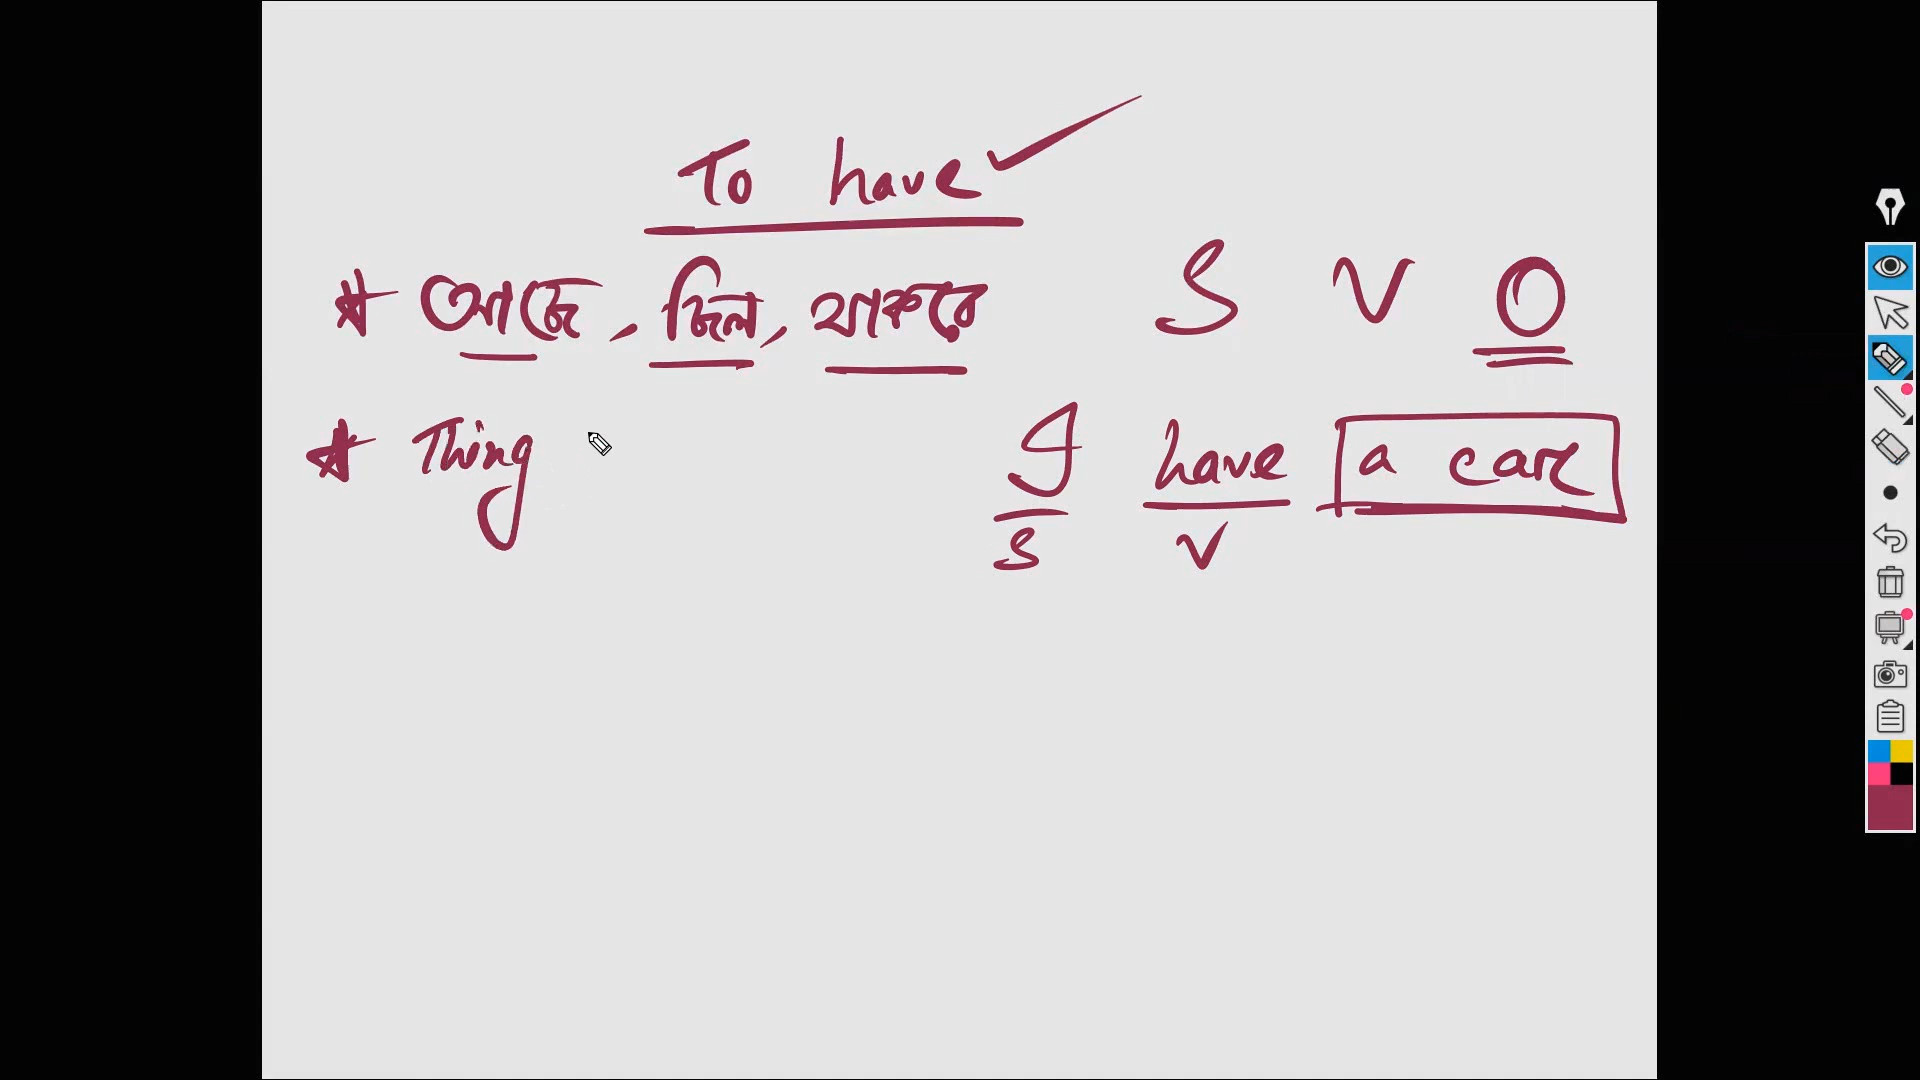 To have
* আছে, ছিল, থাকবে
S V O
* Thing
I have a car
S V